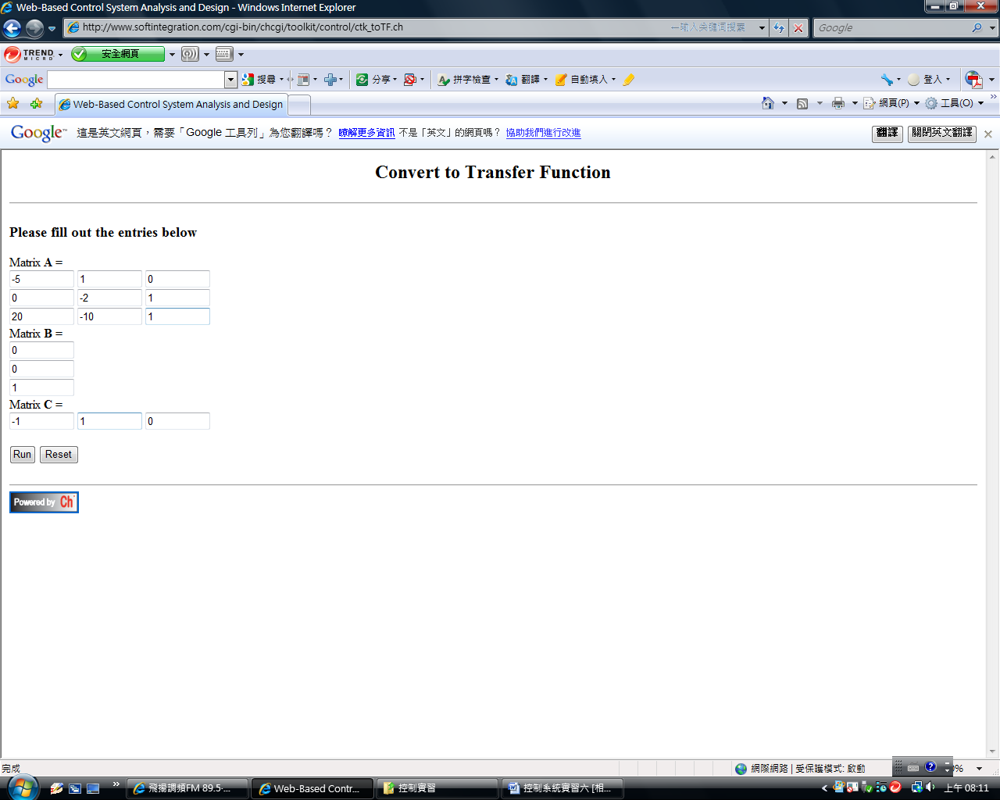 Web-Based Control System Analysis and Design - Windows Internet Explorer
http://www.softintegration.com/cgi-bin/chcgi/toolkit/control/ctk_toTF.ch
Google
TREND MICRO 安全網頁
Google 搜尋 分享 拼字檢查 翻譯 自動填入 登入
Web-Based Control System Analysis and Design 網頁(P) 工具(O)
Google™ 這是英文網頁，需要「Google 工具列」為您翻譯嗎？ 瞭解更多資訊 不是「英文」的網頁嗎？ 協助我們進行改進 翻譯 關閉英文翻譯
Convert to Transfer Function
Please fill out the entries below
Matrix A =
-5 1 0
0 -2 1
20 -10 1
Matrix B =
0
0
1
Matrix C =
-1 1 0
Run Reset
Powered by Ch
完成 網際網路 | 受保護模式: 啟動
飛揚調頻FM 89.5-... Web-Based Contr... 控制實習 控制系統實習六 [相... 上午 08:11